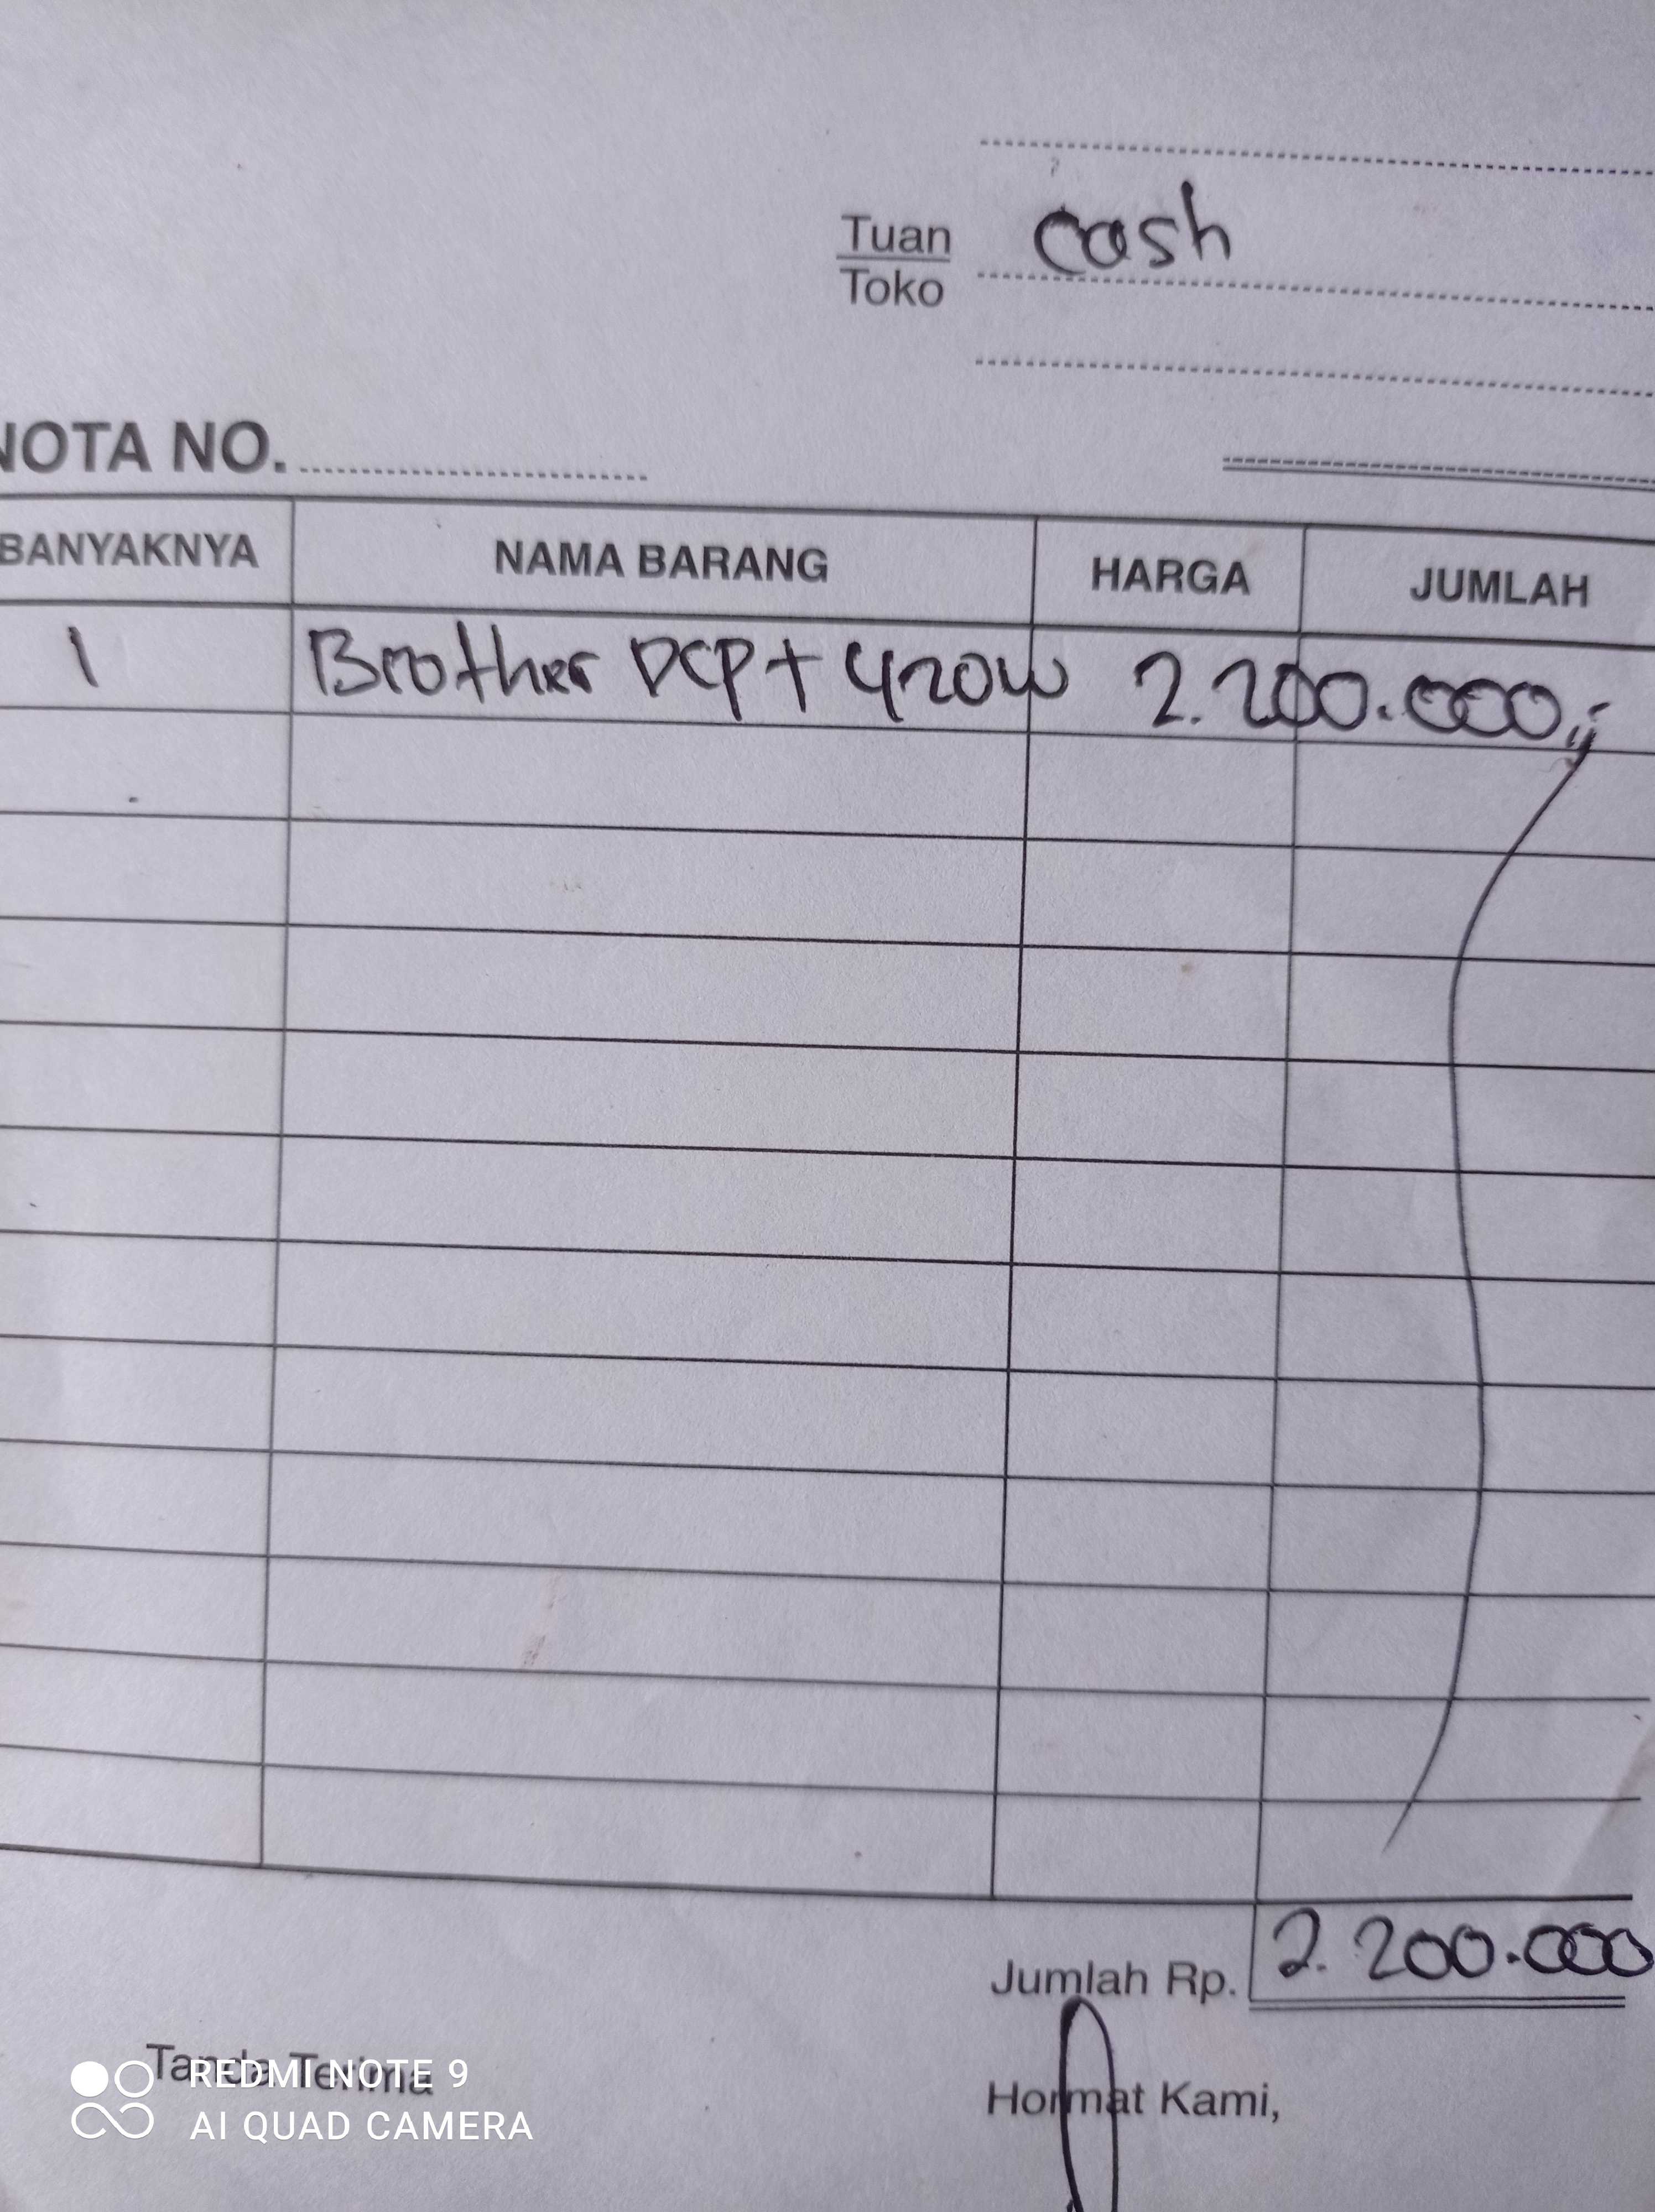 cash
Tuan
Toko
NOTA NO.
BANYAKNYA NAMA BARANG HARGA JUMLAH
1 Brother DCP T 420W 2.200.000,-
Jumlah Rp. 2.200.000
Tanda Terima
Hormat Kami,
REDMI NOTE 9
AI QUAD CAMERA